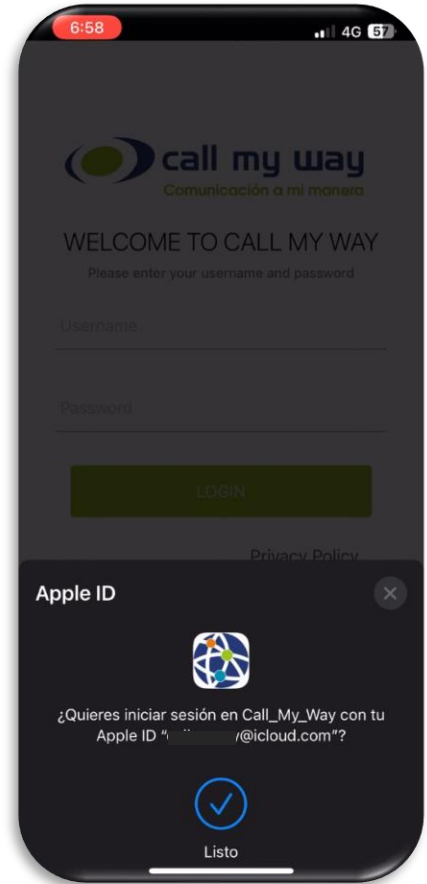 6:58
4G 57
call my way
Comunicación a mi manera
WELCOME TO CALL MY WAY
Please enter your username and password
Username
Password
LOGIN
Privacy Policy
Apple ID
¿Quieres iniciar sesión en Call_My_Way con tu
Apple ID “ @icloud.com”?
Listo